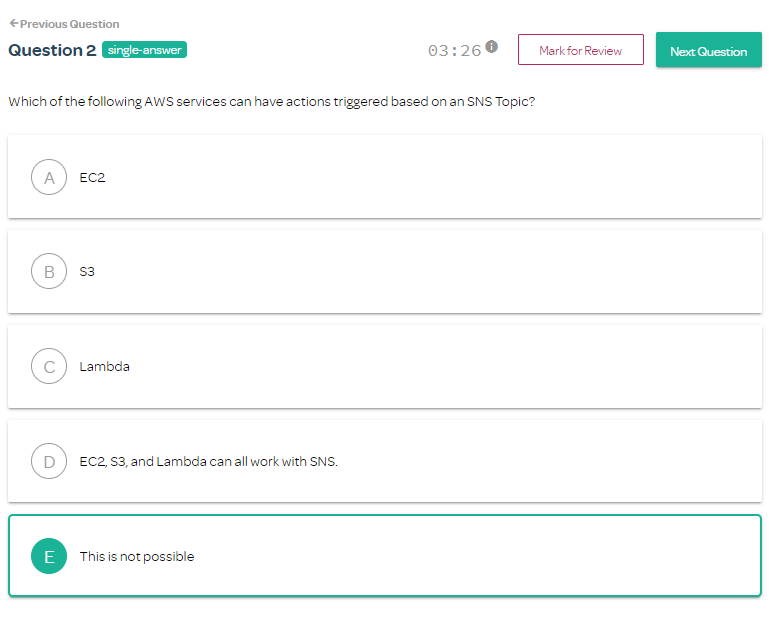 ←Previous Question
Question 2 single-answer 03:26 i Mark for Review Next Question
Which of the following AWS services can have actions triggered based on an SNS Topic?
A EC2
B S3
C Lambda
D EC2, S3, and Lambda can all work with SNS.
E This is not possible